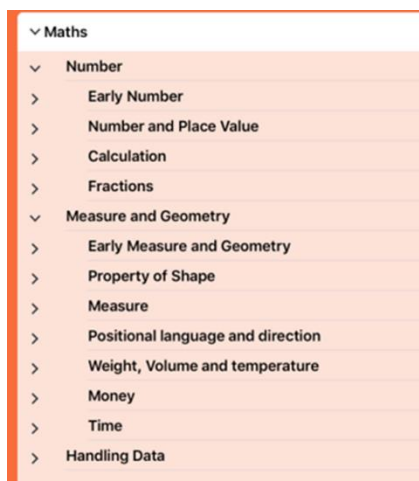 Maths
Number
Early Number
Number and Place Value
Calculation
Fractions
Measure and Geometry
Early Measure and Geometry
Property of Shape
Measure
Positional language and direction
Weight, Volume and temperature
Money
Time
Handling Data